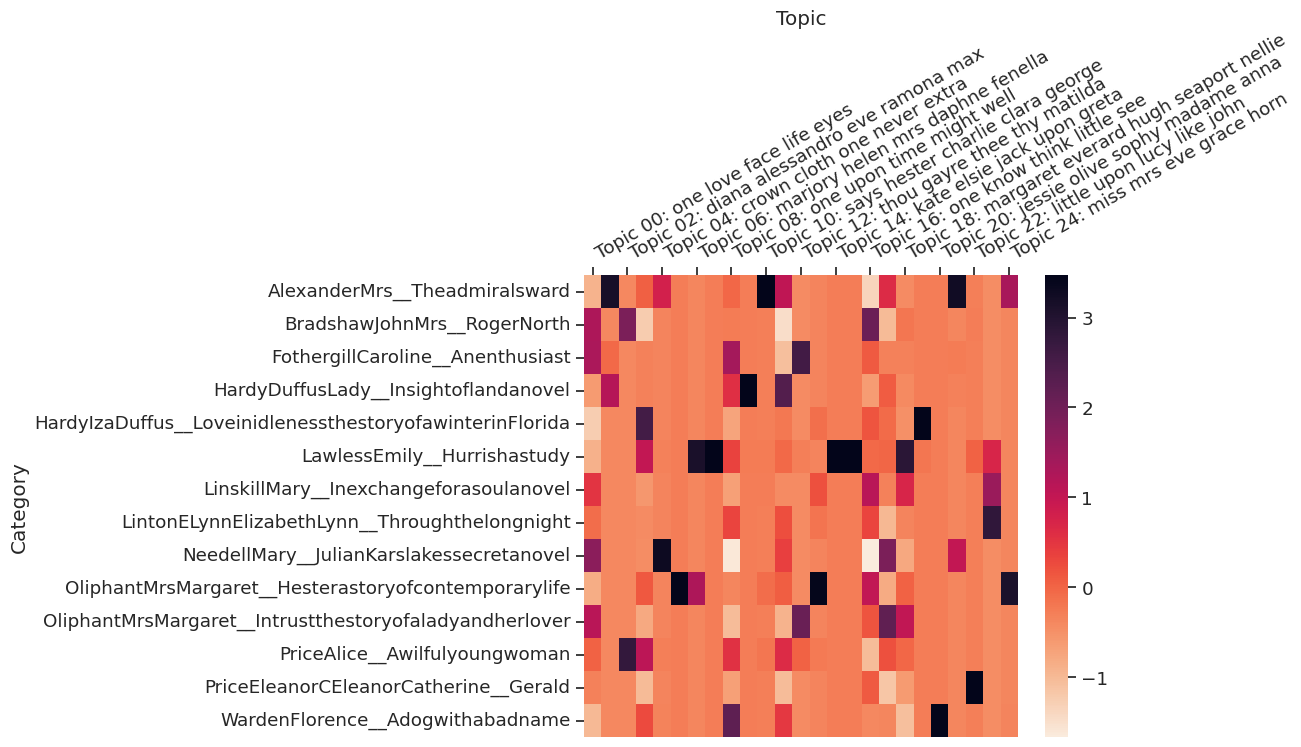 Topic
Topic 00: one love face life eyes
Topic 02: diana alessandro eve ramona max
Topic 04: crown cloth one never extra
Topic 06: marjory helen mrs daphne fenella
Topic 08: one upon time might well
Topic 10: says hester charlie clara george
Topic 12: thou gayre thee thy matilda
Topic 14: kate elsie jack upon greta
Topic 16: one know think little see
Topic 18: margaret everard hugh seaport nellie
Topic 20: jessie olive sophy madame anna
Topic 22: little upon lucy like john
Topic 24: miss mrs eve grace horn
Category
AlexanderMrs__Theadmiralsward
BradshawJohnMrs__RogerNorth
FothergillCaroline__Anenthusiast
HardyDuffusLady__Insightoflandanovel
HardyIzaDuffus__LoveinidlenessthestoryofawinterinFlorida
LawlessEmily__Hurrishastudy
LinskillMary__Inexchangeforasoulanovel
LintonELynnElizabethLynn__Throughthelongnight
NeedellMary__JulianKarslakessecretanovel
OliphantMrsMargaret__Hesterastoryofcontemporarylife
OliphantMrsMargaret__Intrustthestoryofaladyandherlover
PriceAlice__Awilfulyoungwoman
PriceEleanorCEleanorCatherine__Gerald
WardenFlorence__Adogwithabadname
3
2
1
0
−1